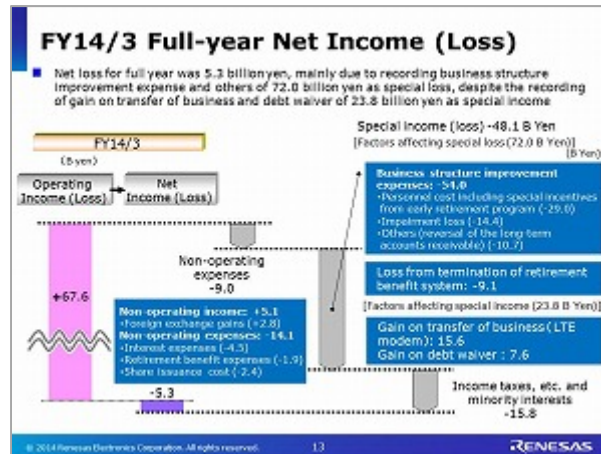 FY14/3 Full-year Net Income (Loss)
Net loss for full year was 5.3 billion yen, mainly due to recording business structure
improvement expense and others of 72.0 billion yen as special loss, despite the recording
of gain on transfer of business and debt waiver of 23.8 billion yen as special income
FY14/3
(B yen)
Operating
Income (Loss)
Net
Income (Loss)
Special income (loss) -48.1 B Yen
[Factors affecting special loss (72.0 B Yen)]
[B Yen]
Business structure improvement
expenses: -54.0
•Personnel cost including special incentives
from early retirement program (-29.0)
•Impairment loss (-14.4)
•Others (reversal of the long-term
accounts receivable) (-10.7)
Loss from termination of retirement
benefit system: -9.1
[Factors affecting special income (23.8 B Yen)]
Gain on transfer of business (LTE
modem): 15.6
Gain on debt waiver : 7.6
+67.6
Non-operating
expenses
-9.0
Non-operating income: +5.1
•Foreign exchange gains (+2.8)
Non-operating expenses: -14.1
•Interest expenses (-4.5)
•Retirement benefit expenses (-1.9)
•Share issuance cost (-2.4)
-5.3
Income taxes, etc. and
minority interests
-15.8
© 2014 Renesas Electronics Corporation. All rights reserved.
13
RENESAS